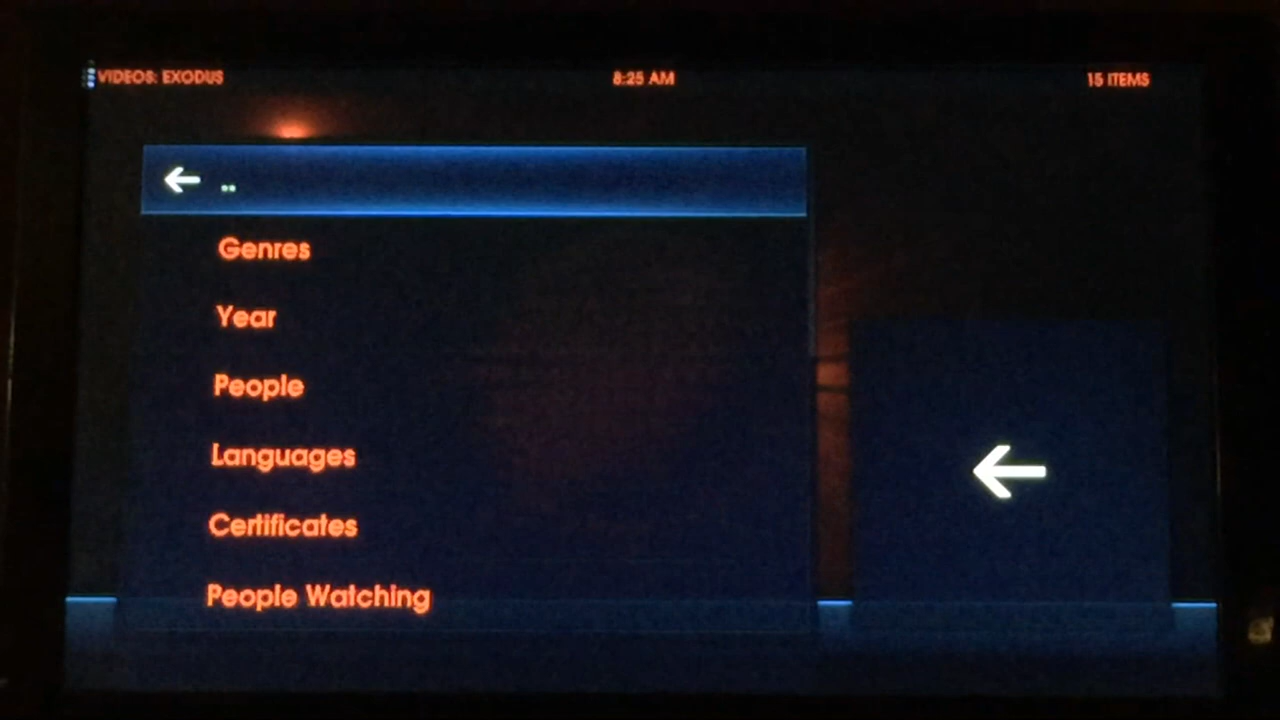 VIDEOS: EXODUS
8:25 AM
15 ITEMS
..
Genres
Year
People
Languages
Certificates
People Watching